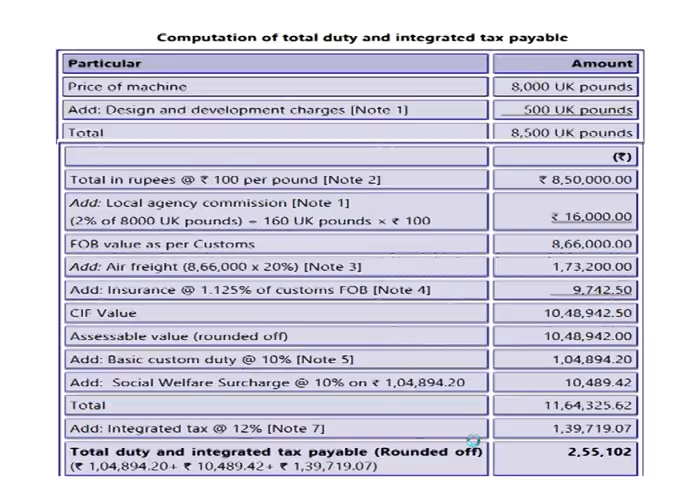 Computation of total duty and integrated tax payable
Particular Amount
Price of machine 8,000 UK pounds
Add: Design and development charges [Note 1] 500 UK pounds
Total 8,500 UK pounds
(₹)
Total in rupees @ ₹ 100 per pound [Note 2] ₹ 8,50,000.00
Add: Local agency commission [Note 1]
(2% of 8000 UK pounds) = 160 UK pounds × ₹ 100 ₹ 16,000.00
FOB value as per Customs 8,66,000.00
Add: Air freight (8,66,000 x 20%) [Note 3] 1,73,200.00
Add: Insurance @ 1.125% of customs FOB [Note 4] 9,742.50
CIF Value 10,48,942.50
Assessable value (rounded off) 10,48,942.00
Add: Basic custom duty @ 10% [Note 5] 1,04,894.20
Add: Social Welfare Surcharge @ 10% on ₹ 1,04,894.20 10,489.42
Total 11,64,325.62
Add: Integrated tax @ 12% [Note 7] 1,39,719.07
Total duty and integrated tax payable (Rounded off) 2,55,102
(₹ 1,04,894.20+ ₹ 10,489.42+ ₹ 1,39,719.07)